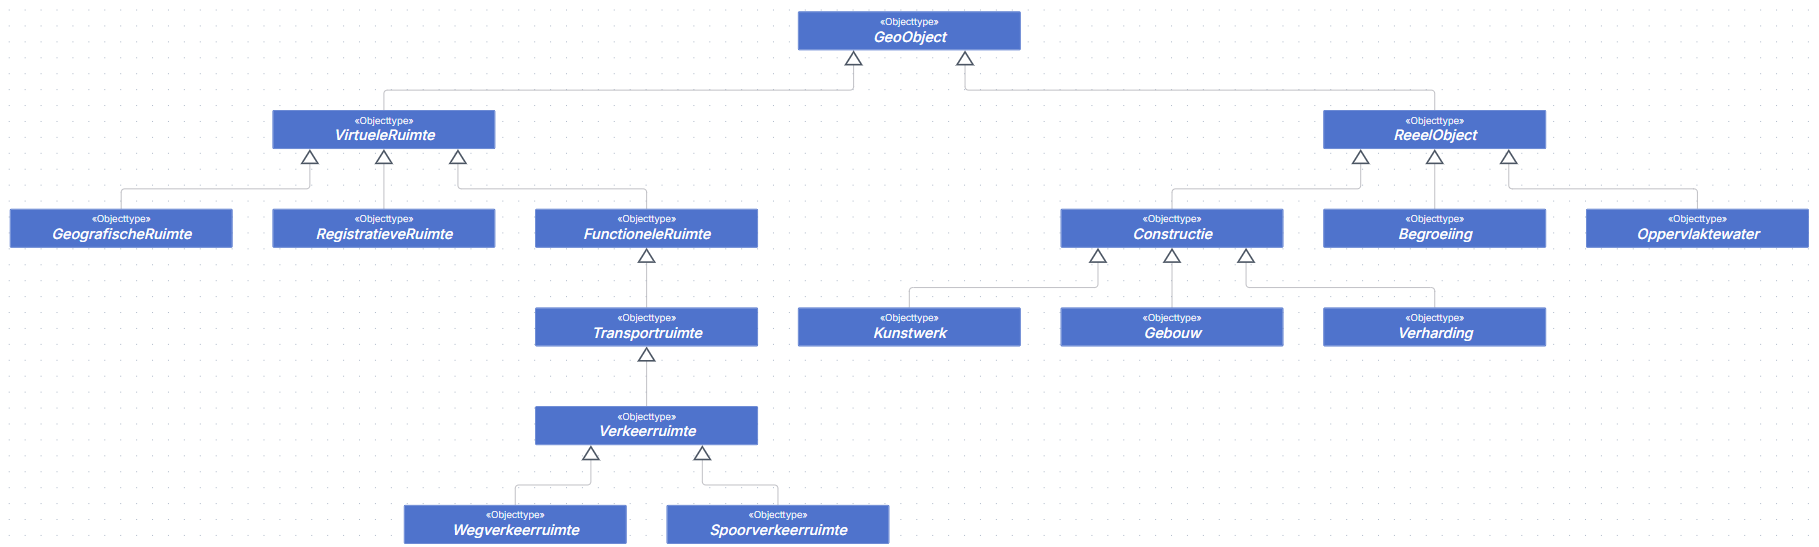 «Objecttype»
GeoObject
«Objecttype»
VirtueleRuimte
«Objecttype»
ReeelObject
«Objecttype»
GeografischeRuimte
«Objecttype»
RegistratieveRuimte
«Objecttype»
FunctioneleRuimte
«Objecttype»
Constructie
«Objecttype»
Begroeiing
«Objecttype»
Oppervlaktewater
«Objecttype»
Transportruimte
«Objecttype»
Kunstwerk
«Objecttype»
Gebouw
«Objecttype»
Verharding
«Objecttype»
Verkeerruimte
«Objecttype»
Wegverkeerruimte
«Objecttype»
Spoorverkeerruimte